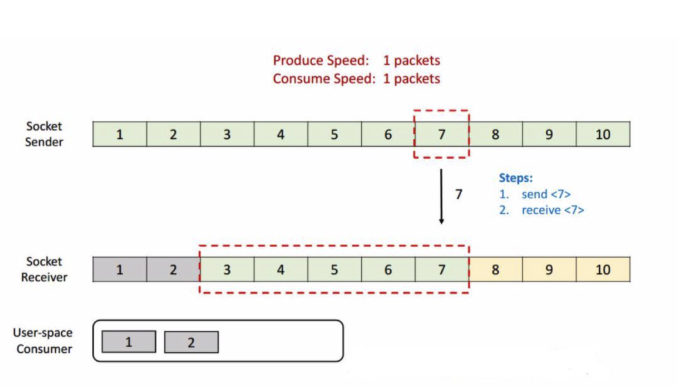 Produce Speed: 1 packets
Consume Speed: 1 packets
Socket
Sender
1 2 3 4 5 6 7 8 9 10
7
Steps:
1. send <7>
2. receive <7>
Socket
Receiver
1 2 3 4 5 6 7 8 9 10
User-space
Consumer
1 2